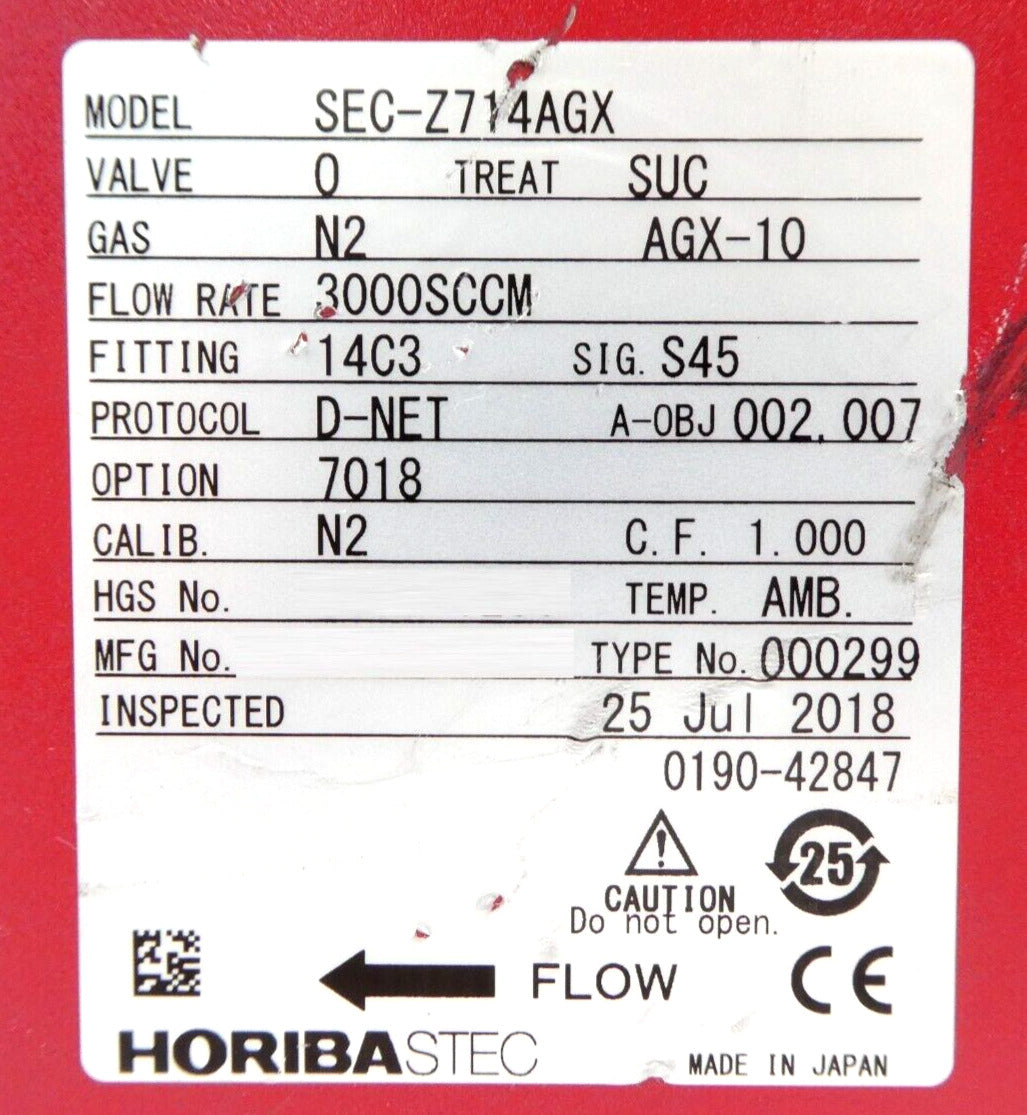 MODEL SEC-Z714AGX
VALVE O TREAT SUC
GAS N2 AGX-10
FLOW RATE 3000SCCM
FITTING 14C3 SIG. S45
PROTOCOL D-NET A-OBJ 002.007
OPTION 7018
CALIB. N2 C.F. 1.000
HGS No. TEMP. AMB.
MFG No. TYPE No. 000299
INSPECTED 25 Jul 2018
0190-42847
25
CAUTION
Do not open.
FLOW
CE
HORIBASTEC
MADE IN JAPAN